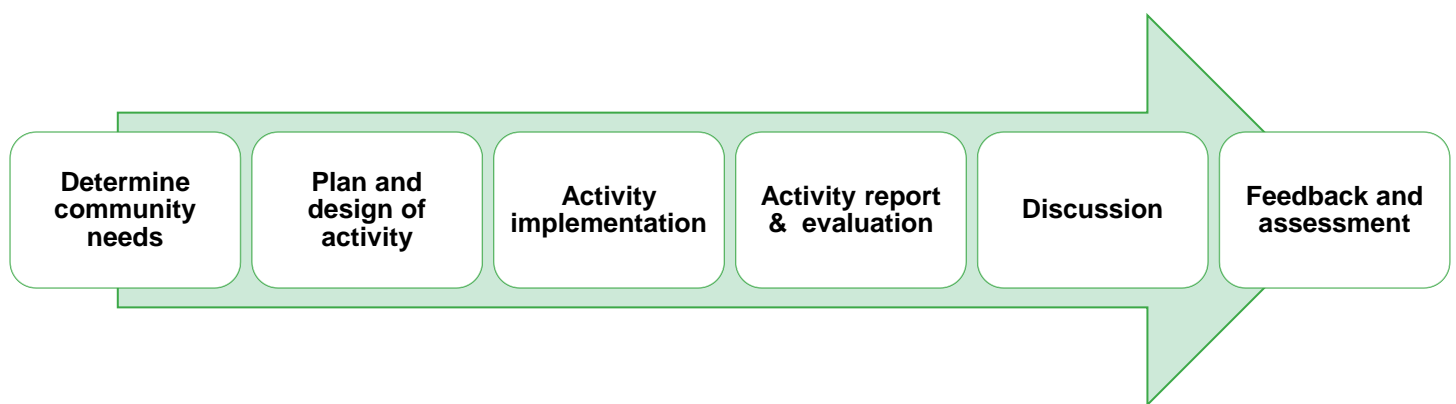 Determine
community
needs
Plan and
design of
activity
Activity
implementation
Activity report
& evaluation
Discussion
Feedback and
assessment